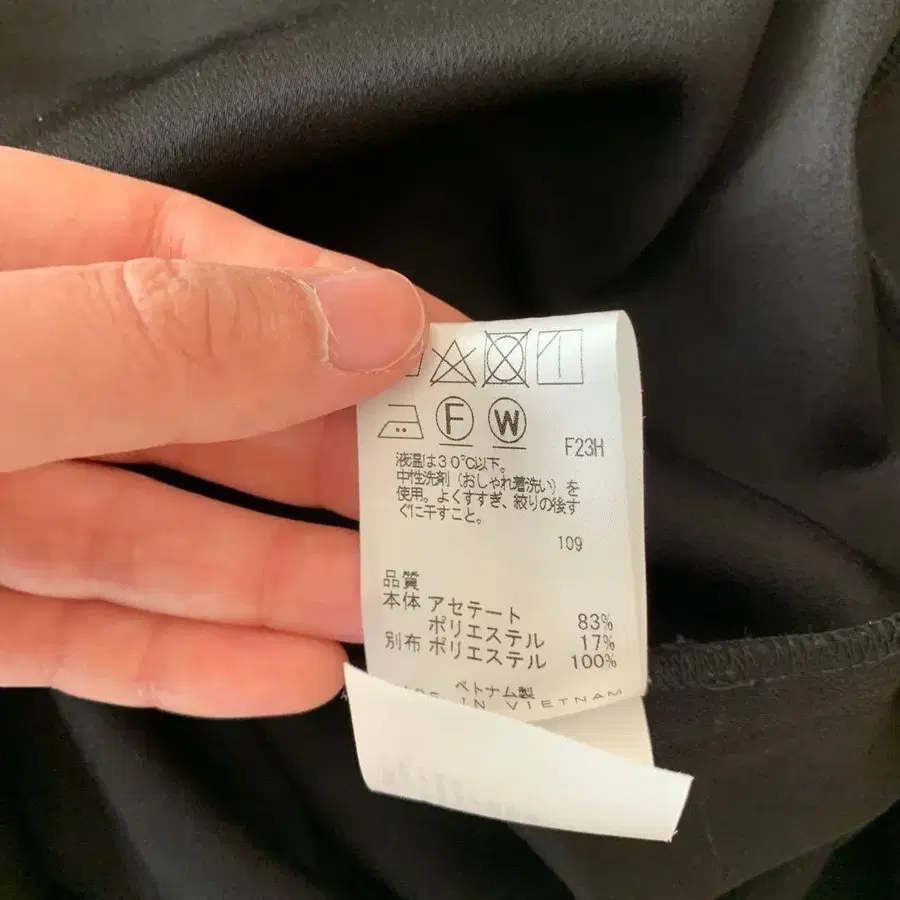 F W
F23H
液温は30℃以下。
中性洗剤（おしゃれ着洗い）を
使用。よくすすぎ、絞りの後す
ぐに干すこと。
109
品質
本体 アセテート 83%
ポリエステル 17%
別布 ポリエステル 100%
ベトナム製
IN VIETNAM